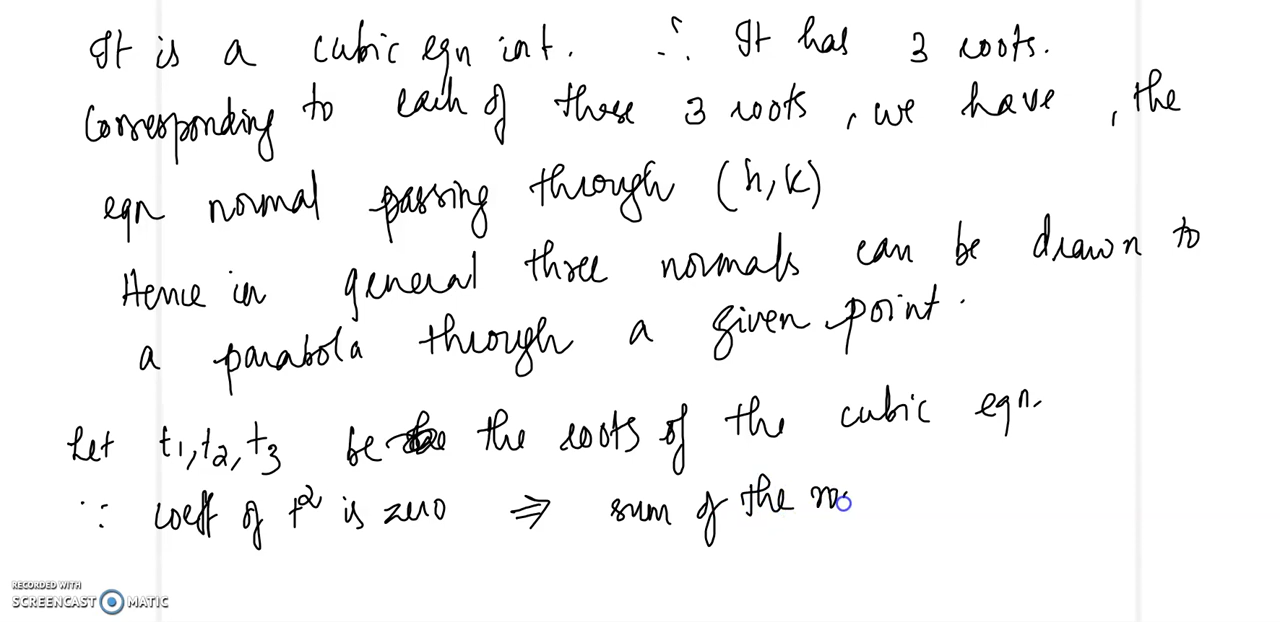 It is a cubic eqn in t. ∴ It has 3 roots.
Corresponding to each of these 3 roots, we have, the
eqn normal passing through (h, k)
Hence in general three normals can be drawn to
a parabola through a given point.
Let t1, t2, t3 be the roots of the cubic eqn.
∵ coeff of t² is zero ⇒ sum of the
RECORDED WITH
SCREENCAST MATIC